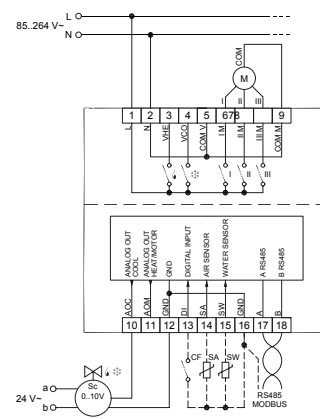 L
85..264 V~
N
COM
M
I
II
III
1 2 3 4 5 678 9
L
N
VHE
VCO
COM V
I M
II M
III M
COM M
I
II
III
ANALOG OUT
COOL
ANALOG OUT
HEAT/MOTOR
GND
DIGITAL INPUT
AIR SENSOR
WATER SENSOR
A RS485
B RS485
AOC
AOM
GND
DI
SA
SW
GND
A
B
10 11 12 13 14 15 16 17 18
CF SA SW
Sc
0..10V
a
24 V~
b
RS485
MODBUS